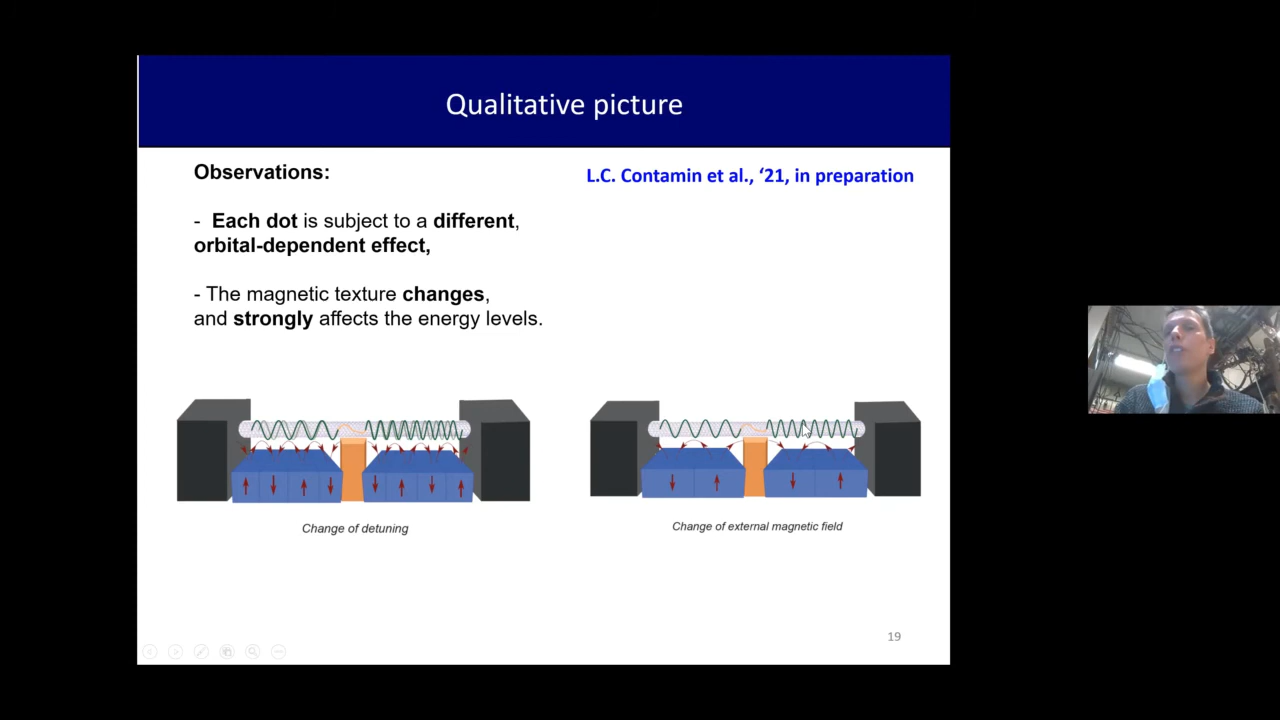 Qualitative picture
Observations:
L.C. Contamin et al., ‘21, in preparation
- Each dot is subject to a different,
orbital-dependent effect,
- The magnetic texture changes,
and strongly affects the energy levels.
Change of detuning
Change of external magnetic field
19